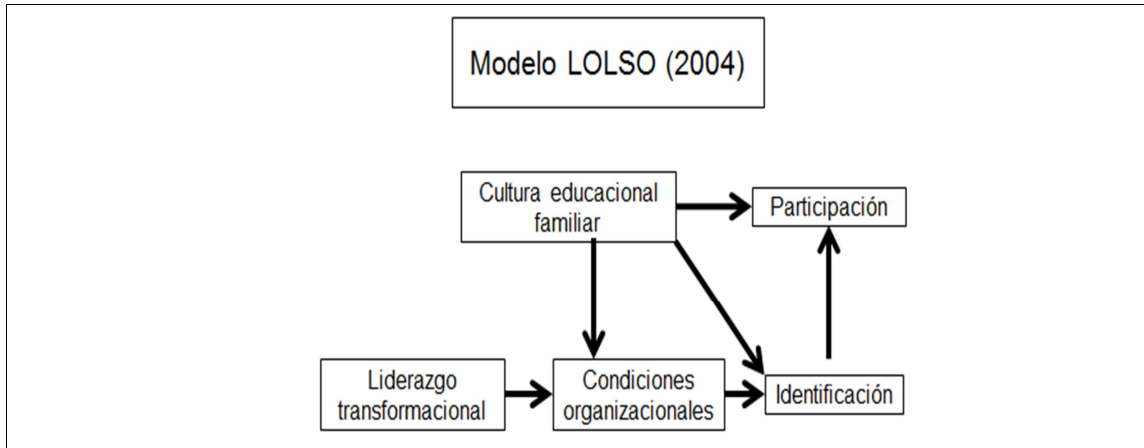 Modelo LOLSO (2004)
Cultura educacional
familiar
Participación
Liderazgo
transformacional
Condiciones
organizacionales
Identificación